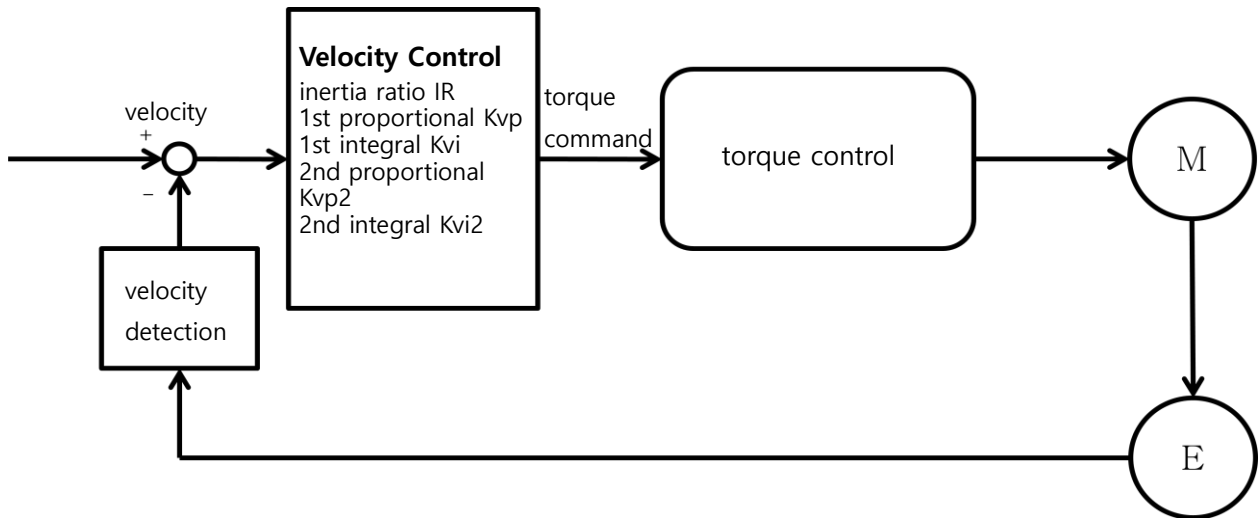 velocity
+
−
Velocity Control
inertia ratio IR
1st proportional Kvp
1st integral Kvi
2nd proportional
Kvp2
2nd integral Kvi2
torque
command
torque control
M
velocity
detection
E